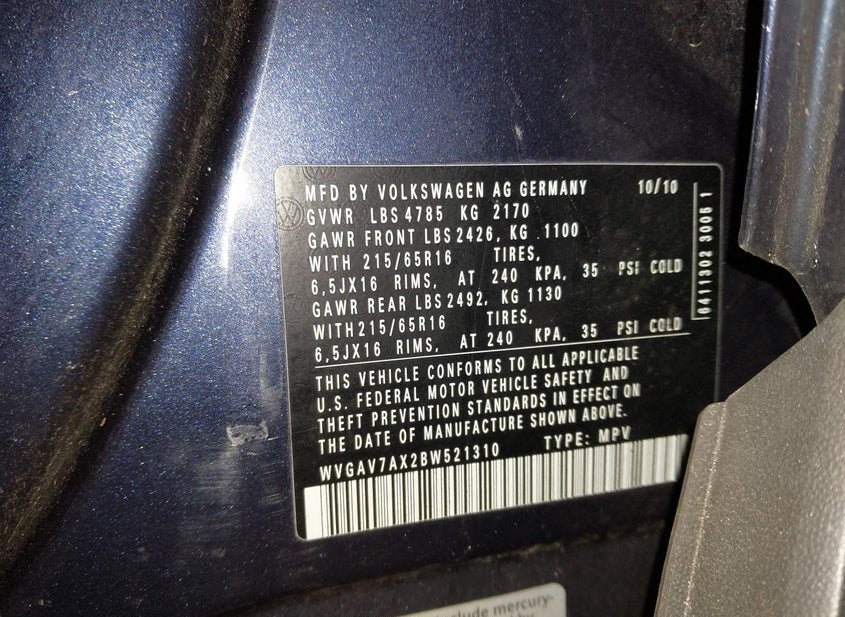 MFD BY VOLKSWAGEN AG GERMANY 10/10
GVWR LBS 4785 KG 2170
GAWR FRONT LBS 2426, KG 1100
WITH 215/65R16 TIRES,
6,5JX16 RIMS, AT 240 KPA, 35 PSI COLD
GAWR REAR LBS 2492, KG 1130
WITH 215/65R16 TIRES,
6,5JX16 RIMS, AT 240 KPA, 35 PSI COLD
THIS VEHICLE CONFORMS TO ALL APPLICABLE
U.S. FEDERAL MOTOR VEHICLE SAFETY AND
THEFT PREVENTION STANDARDS IN EFFECT ON
THE DATE OF MANUFACTURE SHOWN ABOVE.
WVGAV7AX2BW521310 TYPE: MPV
6411302 3006 1
mercury-